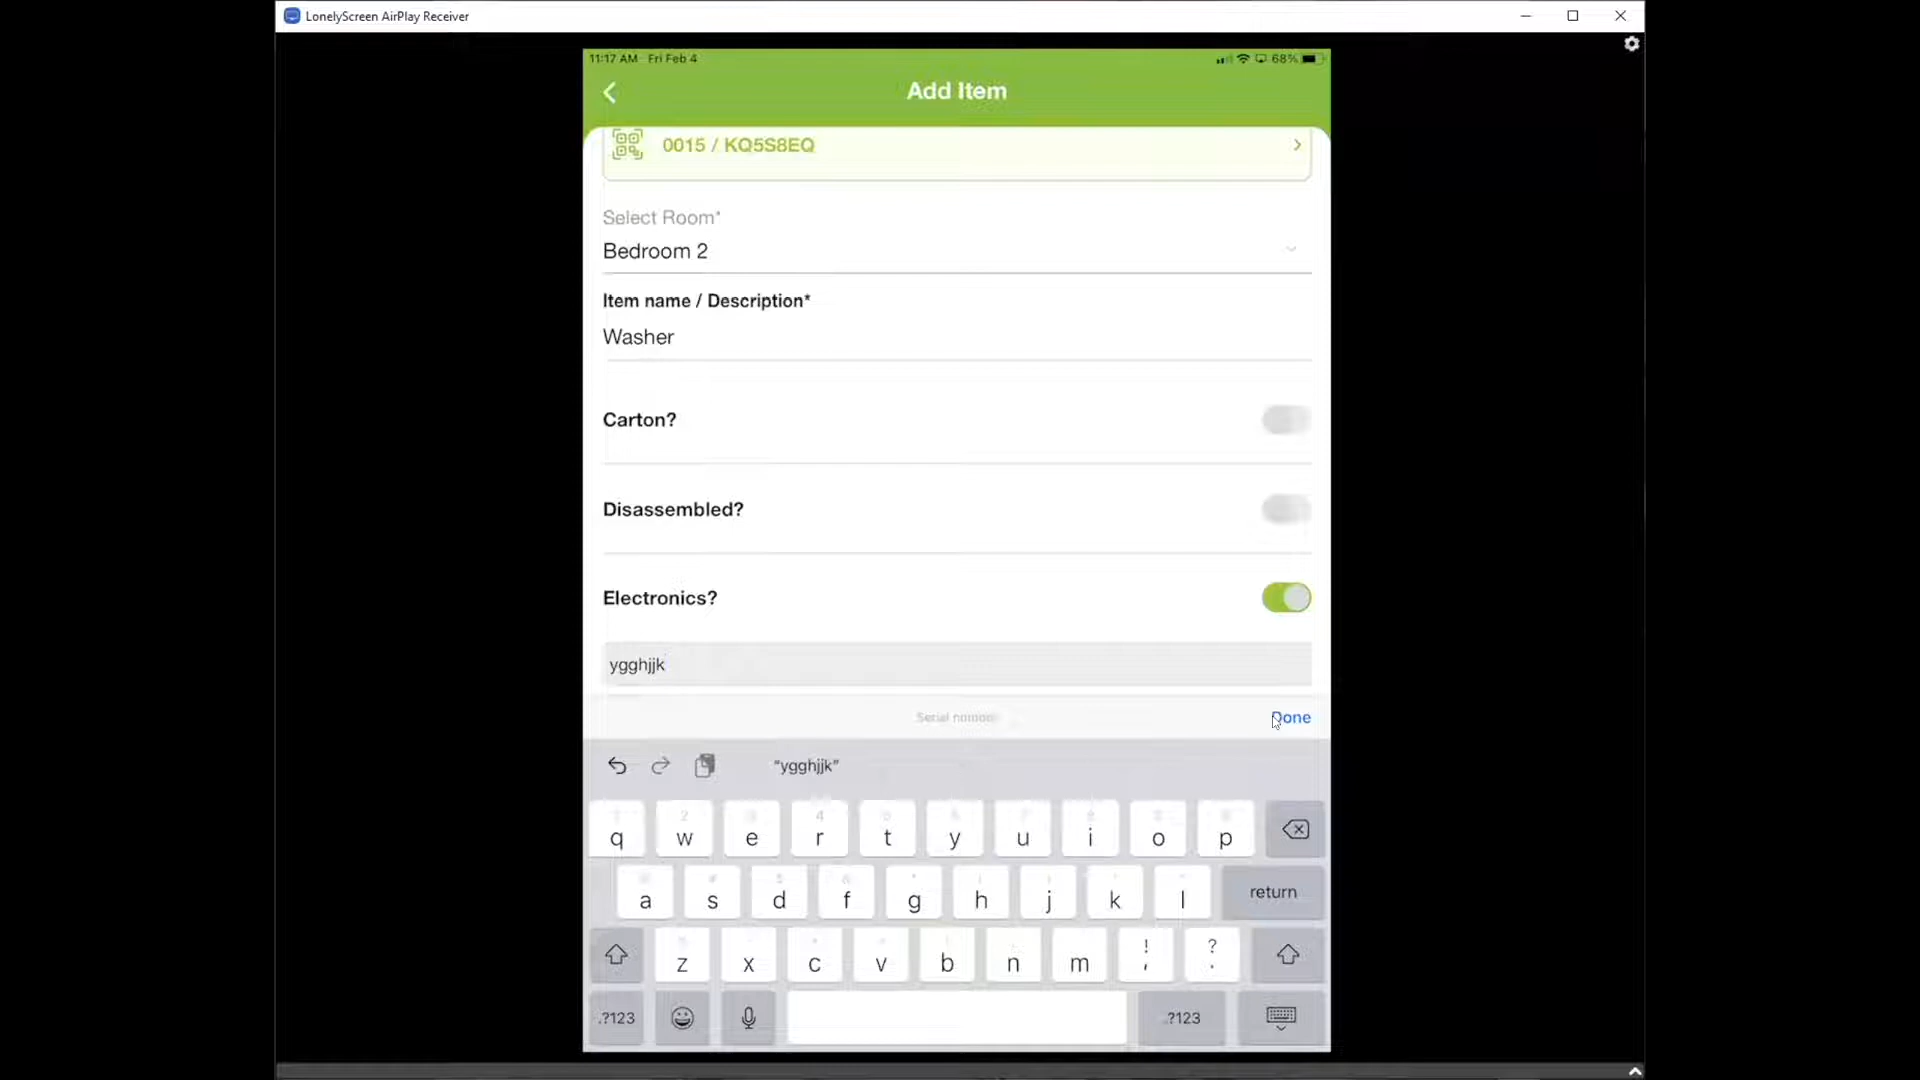 LonelyScreen AirPlay Receiver
11:17 AM Fri Feb 4
68%
Add Item
0015 / KQ5S8EQ
Select Room*
Bedroom 2
Item name / Description*
Washer
Carton?
Disassembled?
Electronics?
ygghjjk
Serial
Done
"ygghjjk"
q w e r t y u i o p
a s d f g h j k l return
z x c v b n m ! , ? .
.?123 .?123